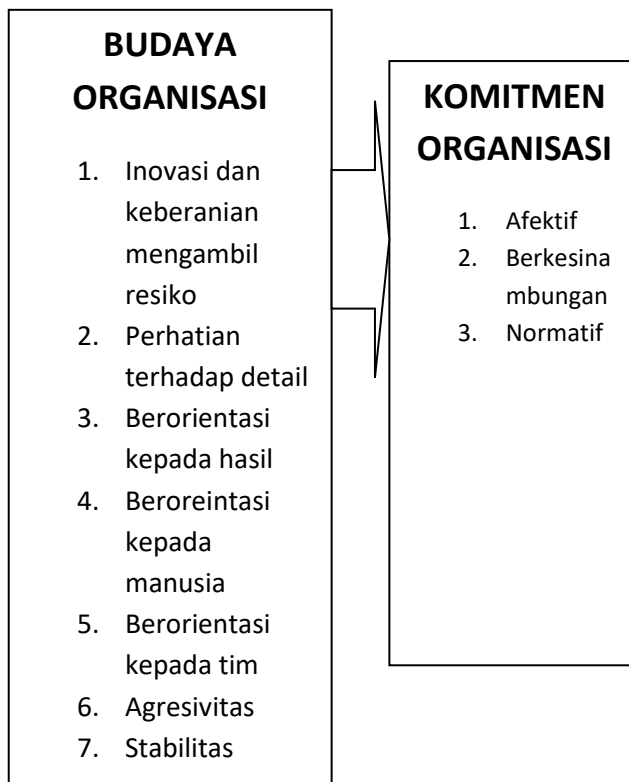 BUDAYA
ORGANISASI
1. Inovasi dan
keberanian
mengambil
resiko
2. Perhatian
terhadap detail
3. Berorientasi
kepada hasil
4. Beroreintasi
kepada
manusia
5. Berorientasi
kepada tim
6. Agresivitas
7. Stabilitas
KOMITMEN
ORGANISASI
1. Afektif
2. Berkesina
mbungan
3. Normatif